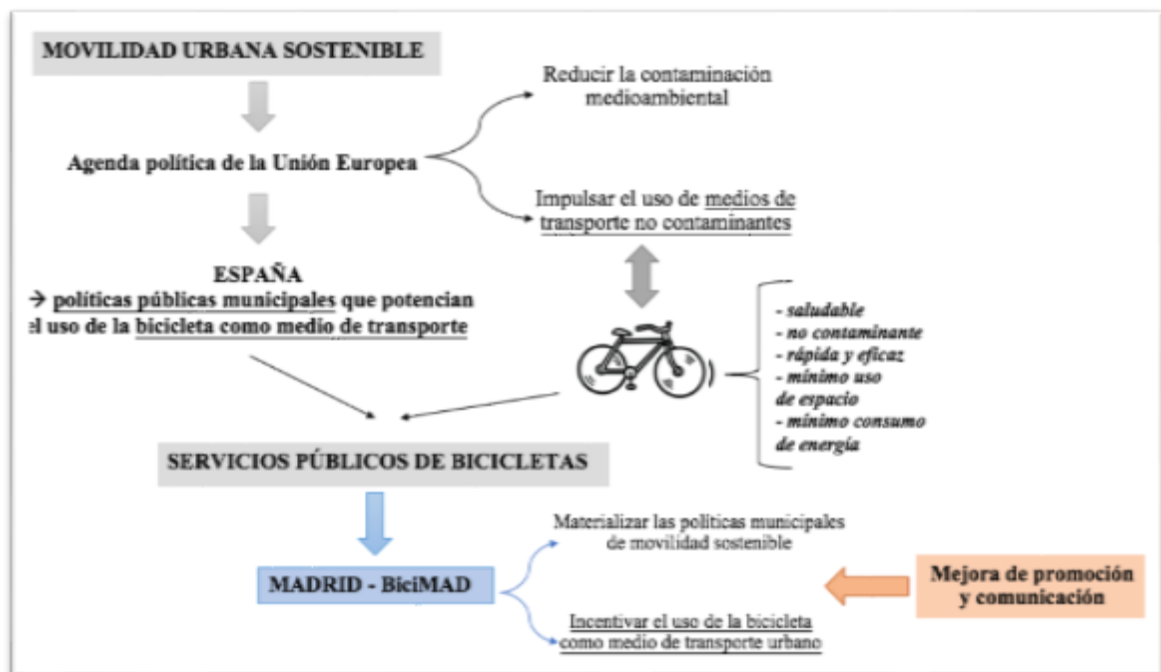 MOVILIDAD URBANA SOSTENIBLE
Reducir la contaminación
medioambiental
Agenda política de la Unión Europea
Impulsar el uso de medios de
transporte no contaminantes
ESPAÑA
→ políticas públicas municipales que potencian
el uso de la bicicleta como medio de transporte
- saludable
- no contaminante
- rápida y eficaz
- mínimo uso
de espacio
- mínimo consumo
de energía
SERVICIOS PÚBLICOS DE BICICLETAS
Materializar las políticas municipales
de movilidad sostenible
MADRID - BiciMAD
Mejora de promoción
y comunicación
Incentivar el uso de la bicicleta
como medio de transporte urbano